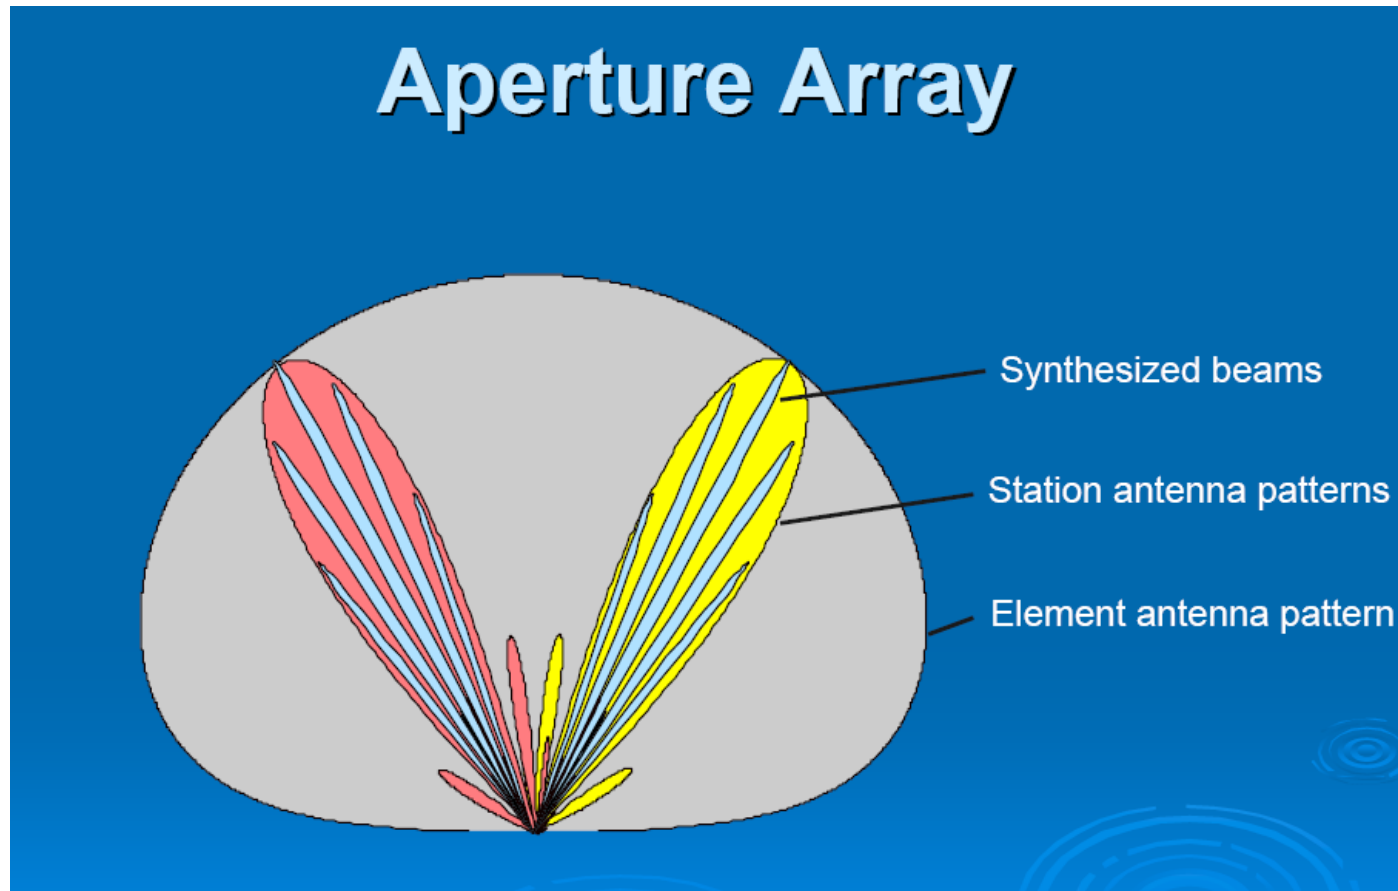 Aperture Array
Synthesized beams
Station antenna patterns
Element antenna pattern